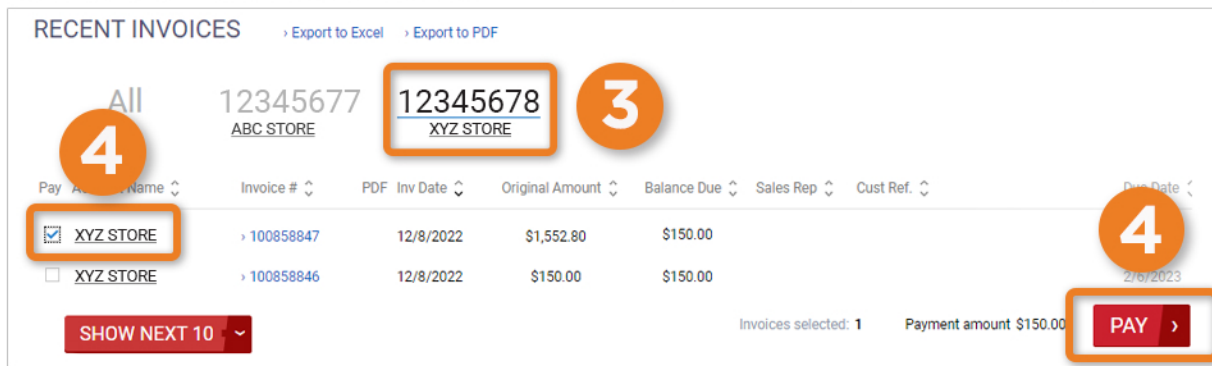 RECENT INVOICES › Export to Excel › Export to PDF
All 12345677 12345678 3
ABC STORE XYZ STORE
4
Pay Name Invoice # PDF Inv Date Original Amount Balance Due Sales Rep Cust Ref. Due Date
XYZ STORE › 100858847 12/8/2022 $1,552.80 $150.00
4
XYZ STORE › 100858846 12/8/2022 $150.00 $150.00 2/6/2023
SHOW NEXT 10 Invoices selected: 1 Payment amount $150.00 PAY ›